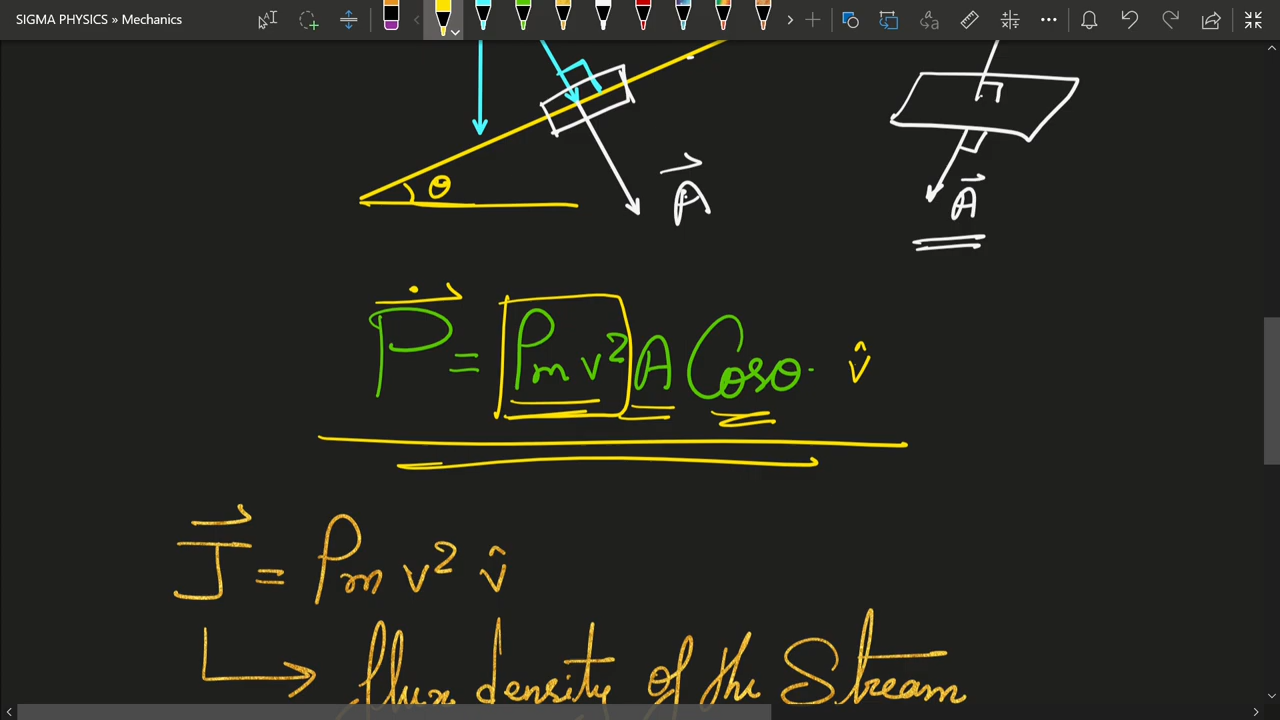 SIGMA PHYSICS » Mechanics
θ
A⃗
A⃗
P⃗̇ = ρₘ v² A Cosθ · v̂
J⃗ = ρₘ v² v̂
flux density of the Stream